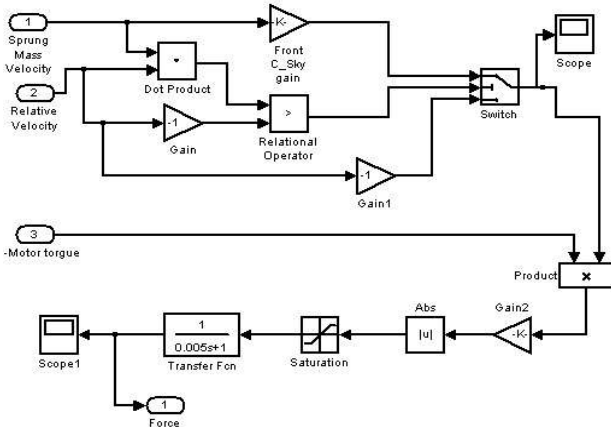 1
Sprung
Mass
Velocity
-K-
Front
C_Sky
gain
Scope
Dot Product
2
Relative
Velocity
-1
Gain
>
Relational
Operator
Switch
-1
Gain1
3
-Motor torgue
Product
×
Scope1
1
0.005s+1
Transfer Fcn
Saturation
Abs
|u|
Gain2
-K-
1
Force